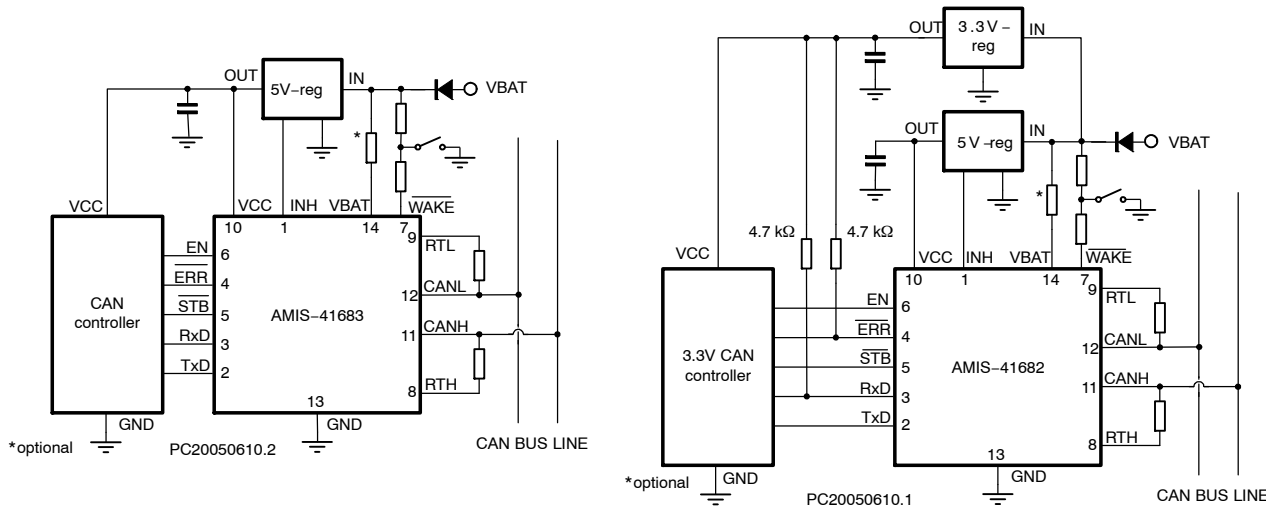 OUT
5V−reg
IN
VBAT
*
VCC
VCC
INH
VBAT
WAKE
10
1
14
7
EN
6
ERR
4
STB
5
RxD
3
TxD
2
CAN
controller
AMIS−41683
9
RTL
12
CANL
11
CANH
8
RTH
13
GND
GND
*optional
PC20050610.2
CAN BUS LINE
OUT
3.3V−
reg
IN
OUT
5V−reg
IN
VBAT
*
4.7 kΩ
4.7 kΩ
VCC
VCC
INH
VBAT
WAKE
10
1
14
7
EN
6
ERR
4
STB
5
RxD
3
TxD
2
3.3V CAN
controller
AMIS−41682
9
RTL
12
CANL
11
CANH
8
RTH
13
GND
GND
*optional
PC20050610.1
CAN BUS LINE